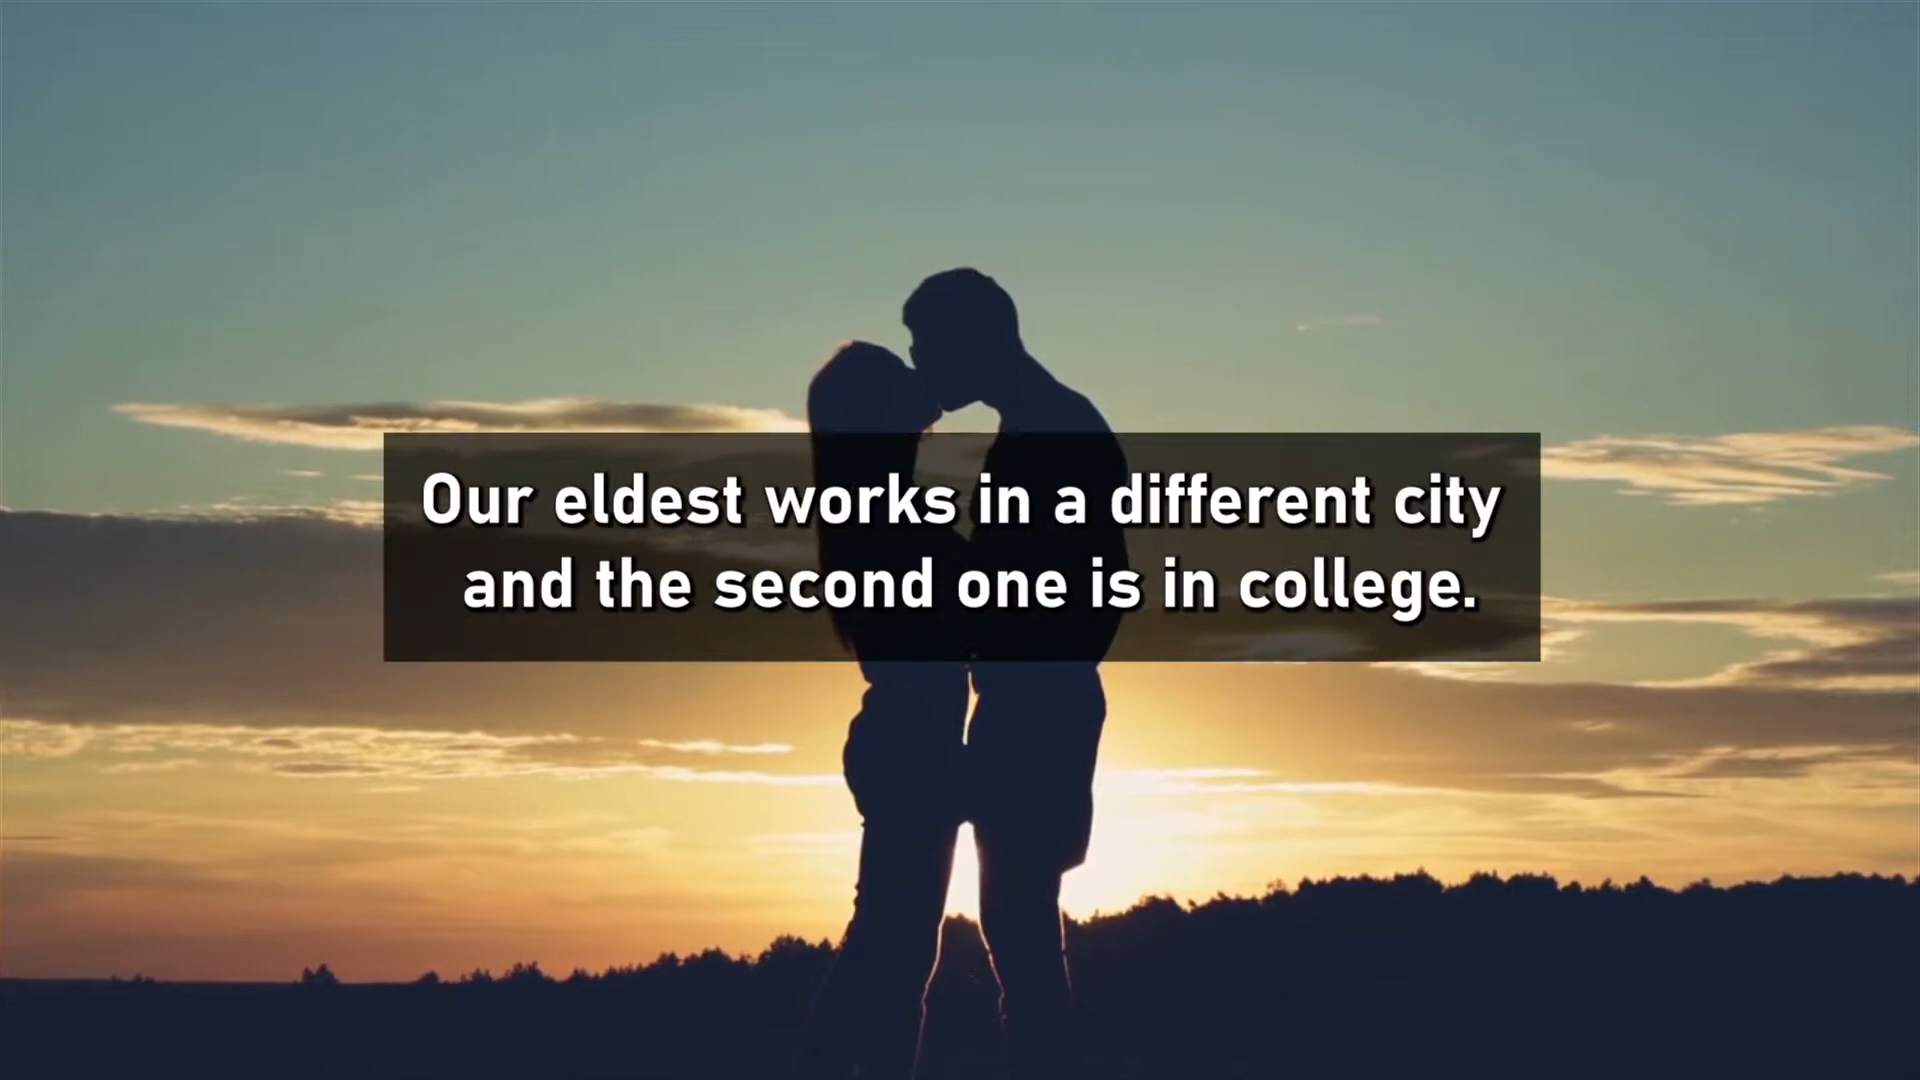 Our eldest works in a different city
and the second one is in college.